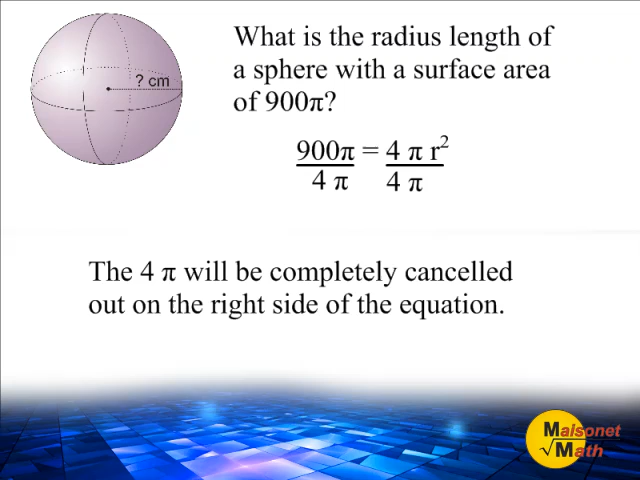 What is the radius length of
a sphere with a surface area
of 900π?
? cm
900π = 4 π r²
4 π 4 π
The 4 π will be completely cancelled
out on the right side of the equation.
Maisonet
√Math